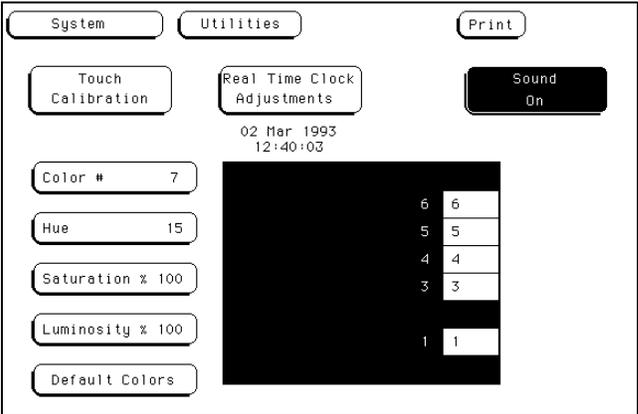 System Utilities Print
Touch Calibration
Real Time Clock Adjustments
Sound On
02 Mar 1993
12:40:03
Color # 7
6 6
Hue 15
5 5
4 4
Saturation % 100
3 3
Luminosity % 100
1 1
Default Colors